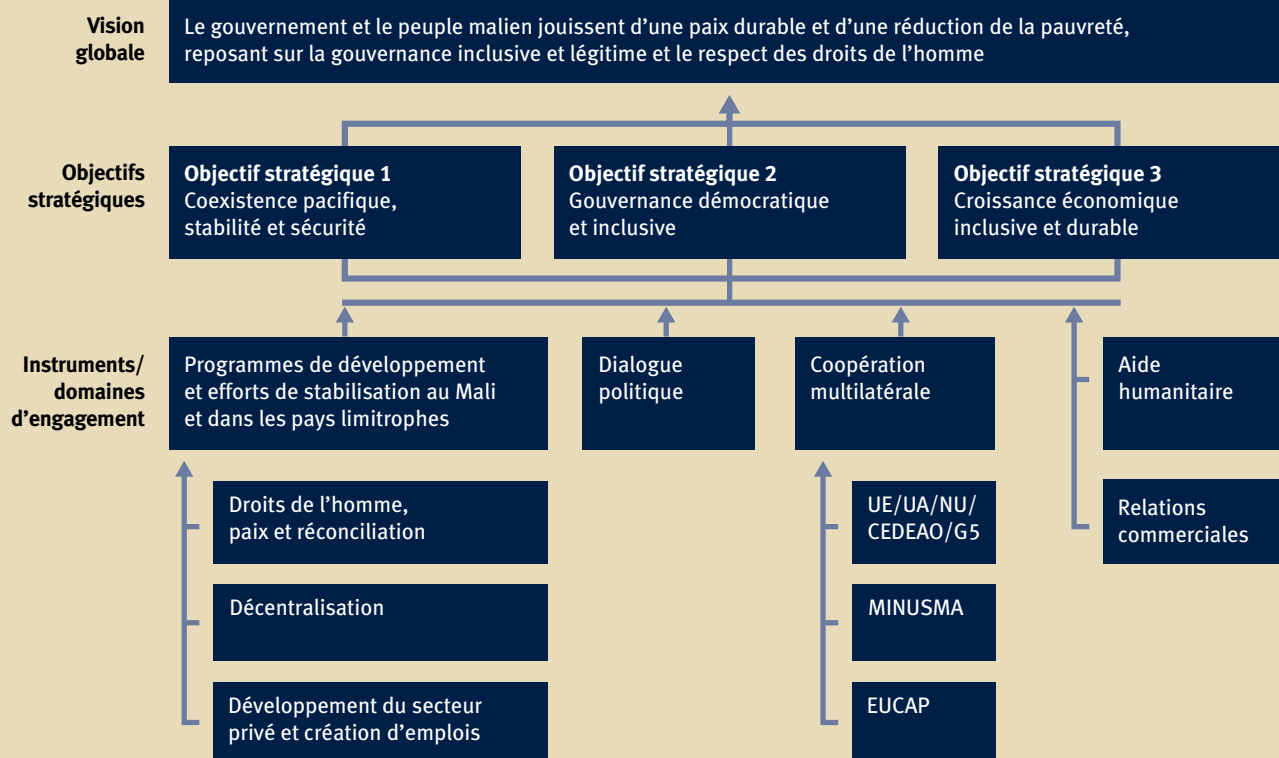 Vision
globale
Le gouvernement et le peuple malien jouissent d’une paix durable et d’une réduction de la pauvreté,
reposant sur la gouvernance inclusive et légitime et le respect des droits de l’homme
Objectifs
stratégiques
Objectif stratégique 1
Coexistence pacifique,
stabilité et sécurité
Objectif stratégique 2
Gouvernance démocratique
et inclusive
Objectif stratégique 3
Croissance économique
inclusive et durable
Instruments/
domaines
d’engagement
Programmes de développement
et efforts de stabilisation au Mali
et dans les pays limitrophes
Dialogue
politique
Coopération
multilatérale
Aide
humanitaire
Droits de l’homme,
paix et réconciliation
UE/UA/NU/
CEDEAO/G5
Relations
commerciales
Décentralisation
MINUSMA
Développement du secteur
privé et création d’emplois
EUCAP